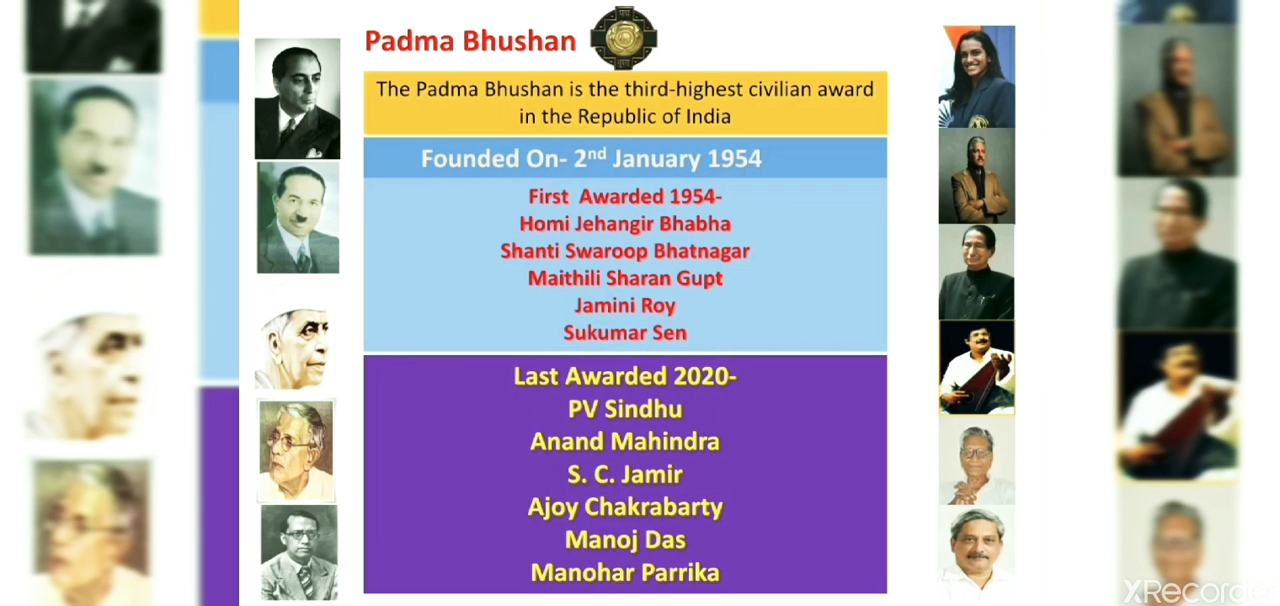 Padma Bhushan
The Padma Bhushan is the third-highest civilian award
in the Republic of India
Founded On- 2nd January 1954
First Awarded 1954-
Homi Jehangir Bhabha
Shanti Swaroop Bhatnagar
Maithili Sharan Gupt
Jamini Roy
Sukumar Sen
Last Awarded 2020-
PV Sindhu
Anand Mahindra
S. C. Jamir
Ajoy Chakrabarty
Manoj Das
Manohar Parrika
XRecorder